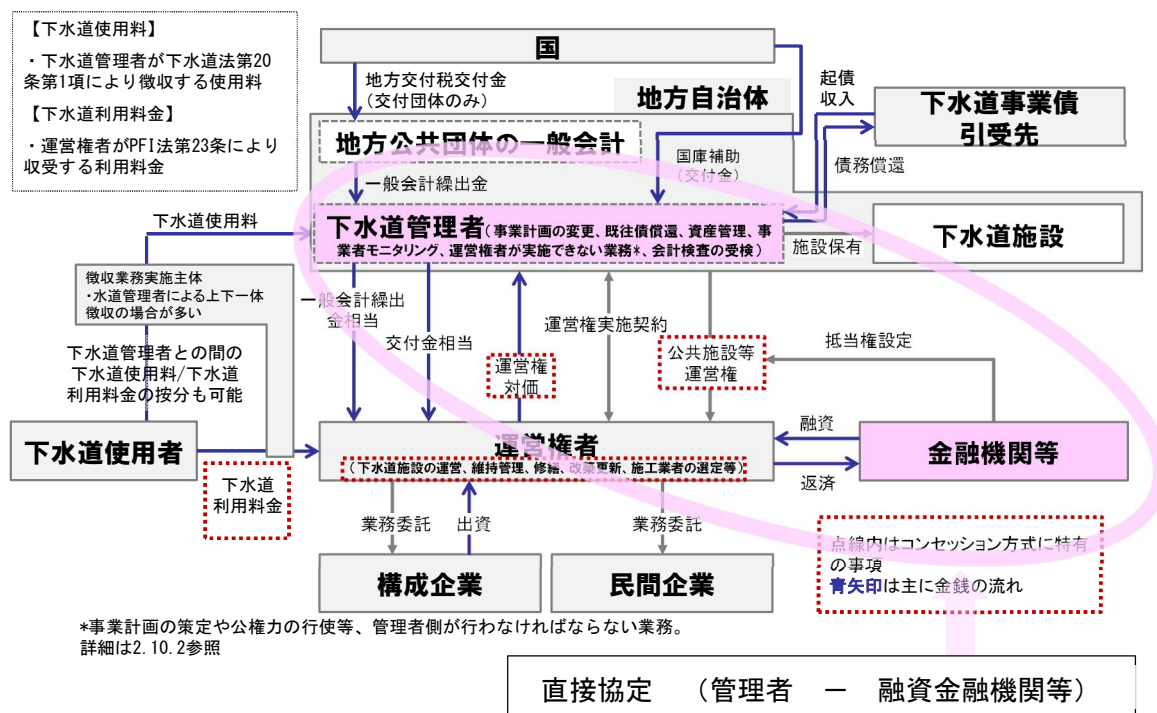 【下水道使用料】
・下水道管理者が下水道法第20
条第1項により徴収する使用料
【下水道利用料金】
・運営権者がPFI法第23条により
収受する利用料金
国
地方交付税交付金
(交付団体のみ)
地方自治体
起債
収入
下水道事業債
引受先
地方公共団体の一般会計
国庫補助
(交付金)
債務償還
一般会計繰出金
下水道使用料
下水道管理者(事業計画の変更、既往債償還、資産管理、事
業者モニタリング、運営権者が実施できない業務*、会計検査の受検)
施設保有
下水道施設
徴収業務実施主体
・水道管理者による上下一体
徴収の場合が多い
一般会計繰出
金相当
交付金相当
運営権
対価
運営権実施契約
公共施設等
運営権
抵当権設定
下水道管理者との間の
下水道使用料/下水道
利用料金の按分も可能
下水道使用者
運営権者
(下水道施設の運営、維持管理、修繕、改築更新、施工業者の選定等)
融資
返済
金融機関等
下水道
利用料金
業務委託
出資
業務委託
構成企業
民間企業
点線内はコンセッション方式に特有
の事項
青矢印は主に金銭の流れ
*事業計画の策定や公権力の行使等、管理者側が行わなければならない業務。
詳細は2.10.2参照
直接協定 (管理者 － 融資金融機関等)